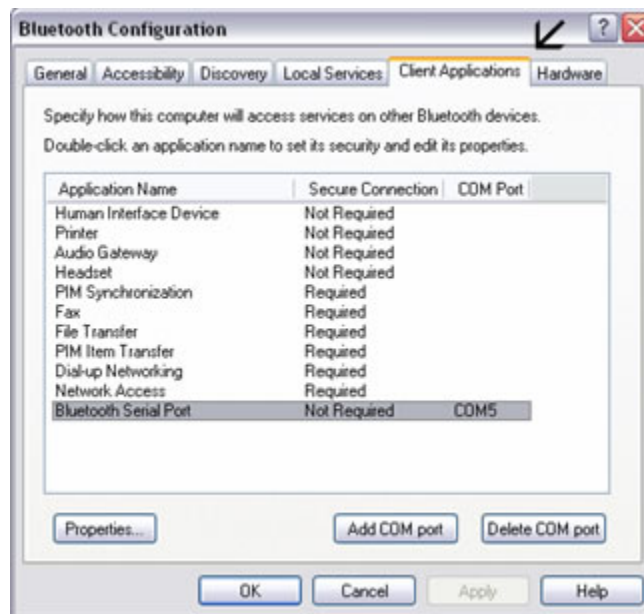 Bluetooth Configuration
General Accessibility Discovery Local Services Client Applications Hardware
Specify how this computer will access services on other Bluetooth devices.
Double-click an application name to set its security and edit its properties.
Application Name Secure Connection COM Port
Human Interface Device Not Required
Printer Not Required
Audio Gateway Not Required
Headset Not Required
PIM Synchronization Required
Fax Required
File Transfer Required
PIM Item Transfer Required
Dial-up Networking Required
Network Access Required
Bluetooth Serial Port Not Required COM5
Properties... Add COM port Delete COM port
OK Cancel Apply Help